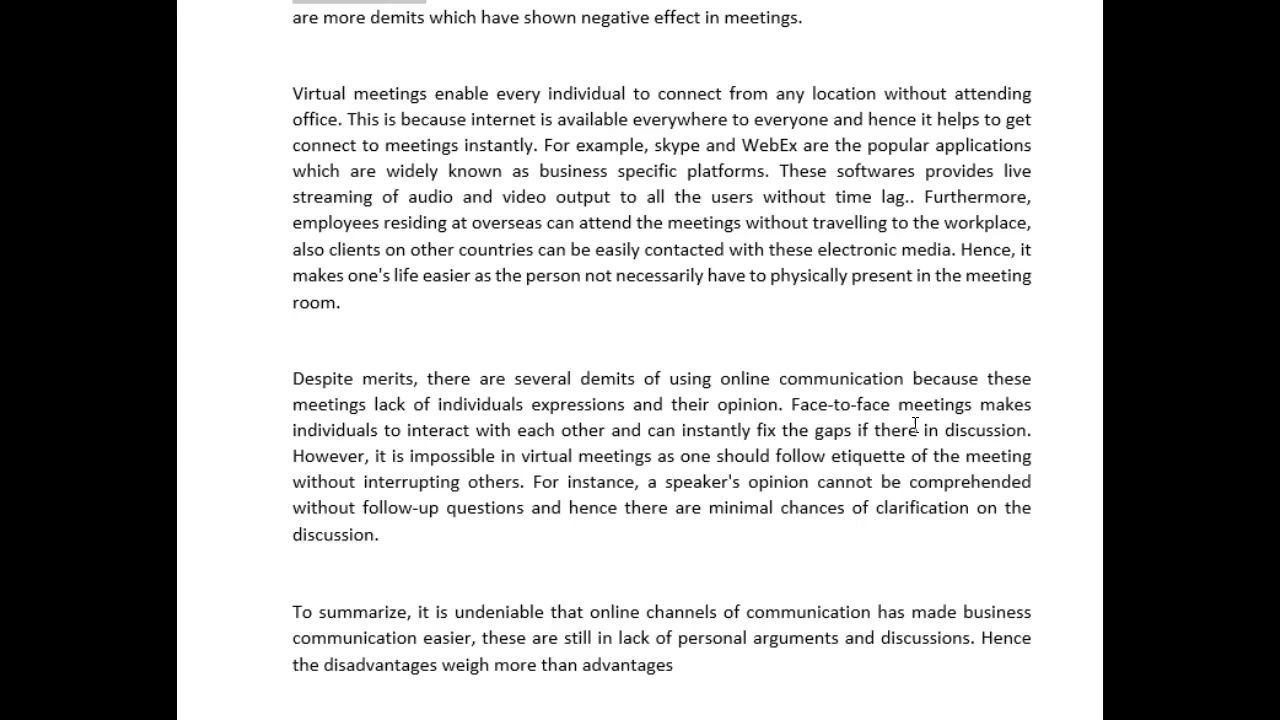 are more demits which have shown negative effect in meetings.
Virtual meetings enable every individual to connect from any location without attending
office. This is because internet is available everywhere to everyone and hence it helps to get
connect to meetings instantly. For example, skype and WebEx are the popular applications
which are widely known as business specific platforms. These softwares provides live
streaming of audio and video output to all the users without time lag.. Furthermore,
employees residing at overseas can attend the meetings without travelling to the workplace,
also clients on other countries can be easily contacted with these electronic media. Hence, it
makes one's life easier as the person not necessarily have to physically present in the meeting
room.
Despite merits, there are several demits of using online communication because these
meetings lack of individuals expressions and their opinion. Face-to-face meetings makes
individuals to interact with each other and can instantly fix the gaps if there in discussion.
However, it is impossible in virtual meetings as one should follow etiquette of the meeting
without interrupting others. For instance, a speaker's opinion cannot be comprehended
without follow-up questions and hence there are minimal chances of clarification on the
discussion.
To summarize, it is undeniable that online channels of communication has made business
communication easier, these are still in lack of personal arguments and discussions. Hence
the disadvantages weigh more than advantages